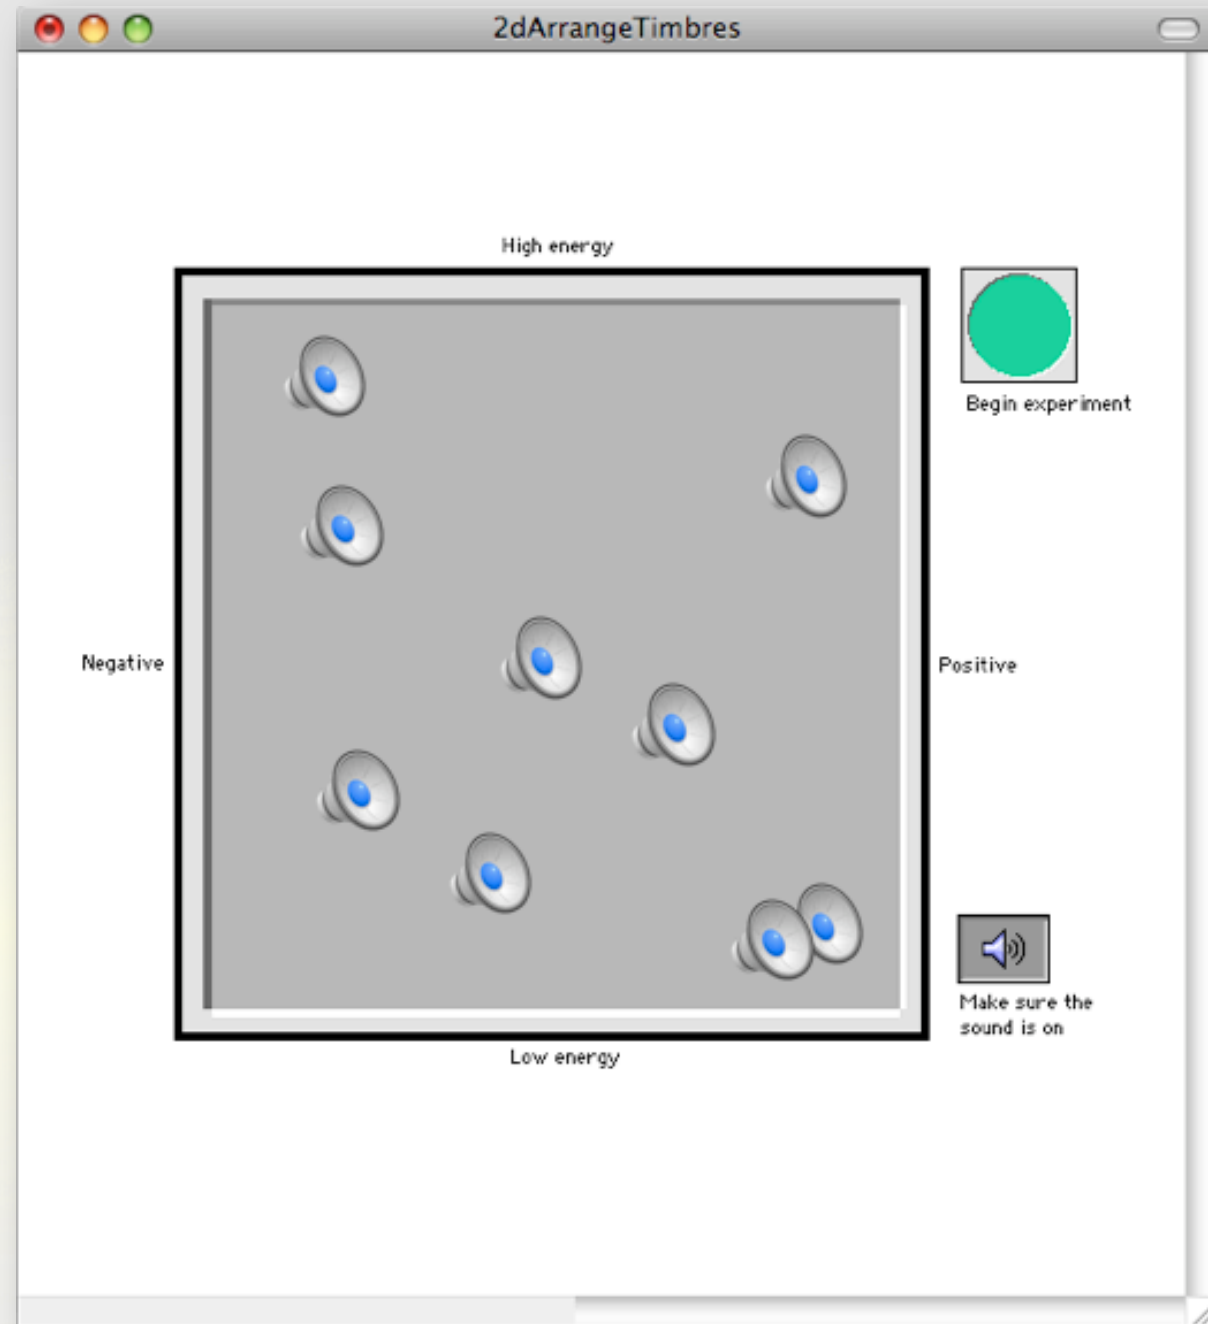 2dArrangeTimbres
High energy
Begin experiment
Negative
Positive
Make sure the
sound is on
Low energy